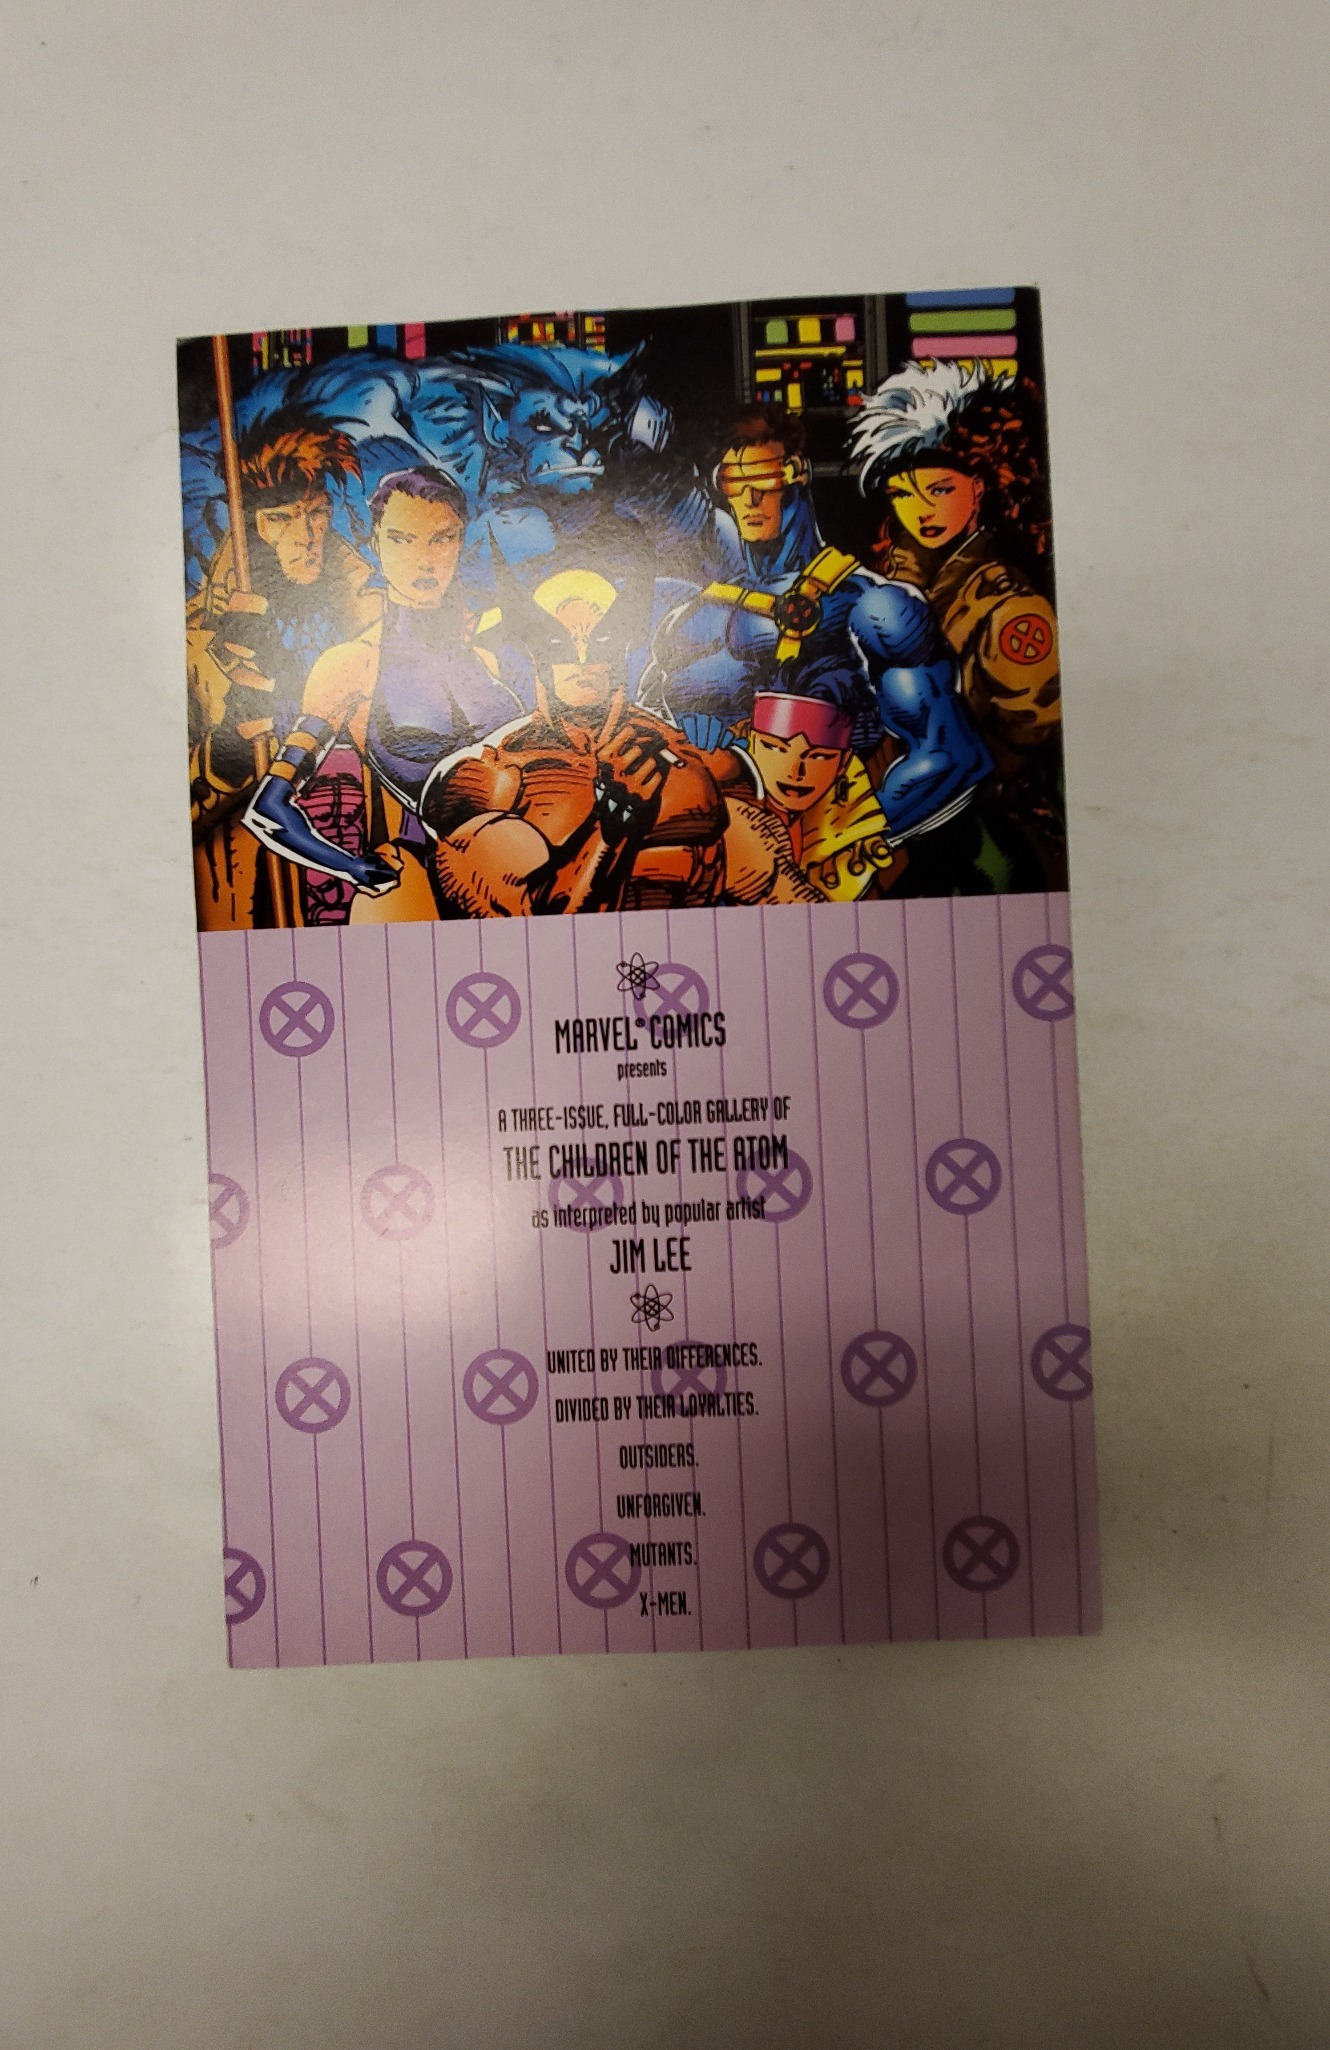 MARVEL® COMICS
presents
A THREE-ISSUE, FULL-COLOR GALLERY OF
THE CHILDREN OF THE ATOM
as interpreted by popular artist
JIM LEE
UNITED BY THEIR DIFFERENCES.
DIVIDED BY THEIR LOYALTIES.
OUTSIDERS.
UNFORGIVEN.
MUTANTS.
X-MEN.